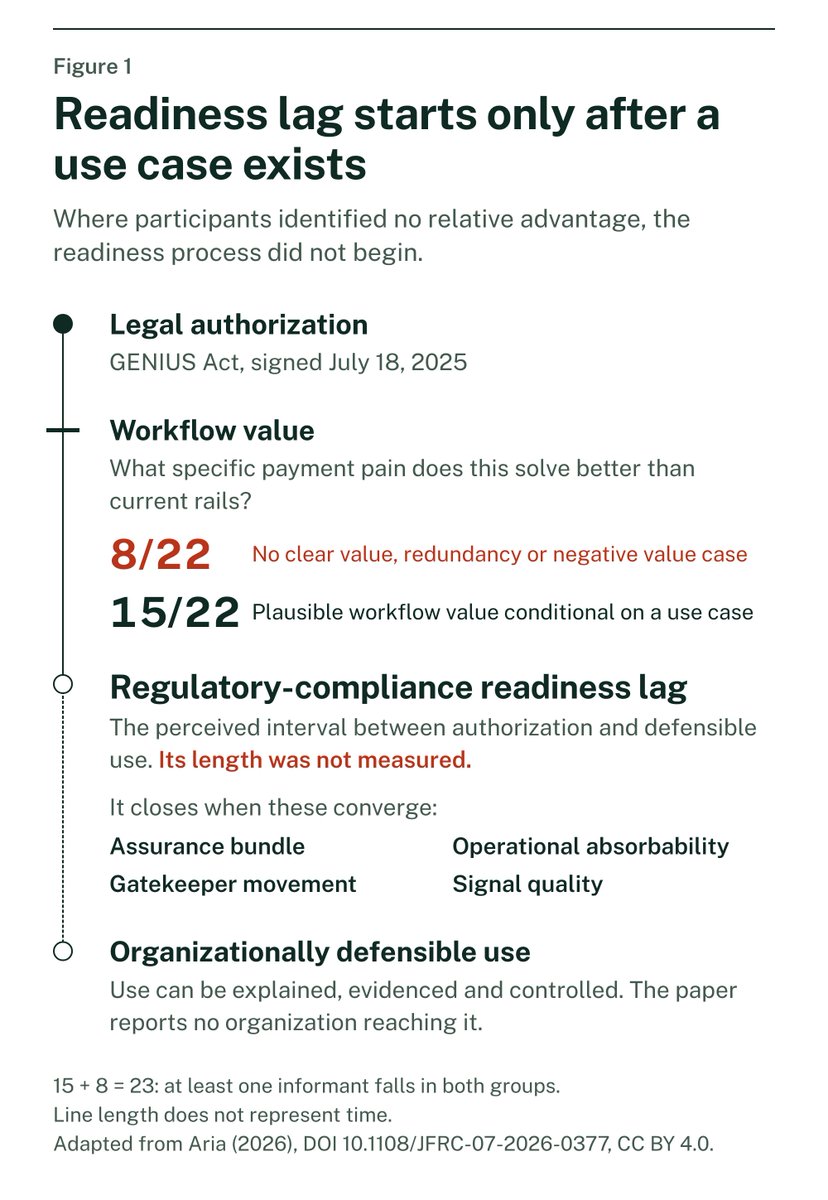 Figure 1
Readiness lag starts only after a
use case exists
Where participants identified no relative advantage, the
readiness process did not begin.
Legal authorization
GENIUS Act, signed July 18, 2025
Workflow value
What specific payment pain does this solve better than
current rails?
8/22 No clear value, redundancy or negative value case
15/22 Plausible workflow value conditional on a use case
Regulatory-compliance readiness lag
The perceived interval between authorization and defensible
use. Its length was not measured.
It closes when these converge:
Assurance bundle Operational absorbability
Gatekeeper movement Signal quality
Organizationally defensible use
Use can be explained, evidenced and controlled. The paper
reports no organization reaching it.
15 + 8 = 23: at least one informant falls in both groups.
Line length does not represent time.
Adapted from Aria (2026), DOI 10.1108/JFRC-07-2026-0377, CC BY 4.0.